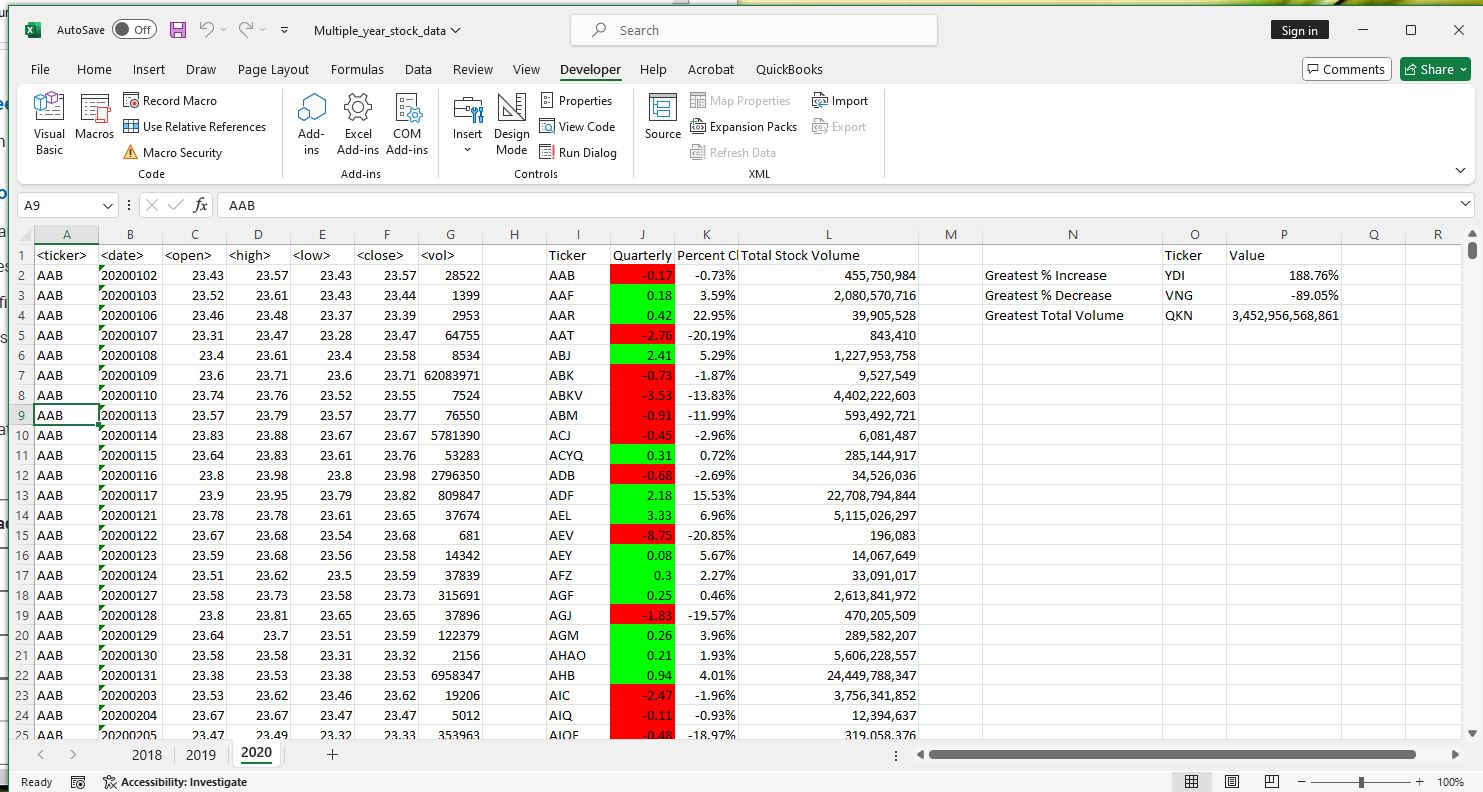 AutoSave Off Multiple_year_stock_data Search Sign in
File Home Insert Draw Page Layout Formulas Data Review View Developer Help Acrobat QuickBooks Comments Share
Visual Basic
Macros
Record Macro
Use Relative References
Macro Security
Code
Add-ins
Excel Add-ins
COM Add-ins
Add-ins
Insert
Design Mode
Properties
View Code
Run Dialog
Controls
Source
Map Properties
Expansion Packs
Refresh Data
Import
Export
XML
A9 fx AAB
A B C D E F G H I J K L M N O P Q R
1 <ticker> <date> <open> <high> <low> <close> <vol> Ticker Quarterly Percent Cl Total Stock Volume Ticker Value
2 AAB 20200102 23.43 23.57 23.43 23.57 28522 AAB -0.17 -0.73% 455,750,984 Greatest % Increase YDI 188.76%
3 AAB 20200103 23.52 23.61 23.43 23.44 1399 AAF 0.18 3.59% 2,080,570,716 Greatest % Decrease VNG -89.05%
4 AAB 20200106 23.46 23.48 23.37 23.39 2953 AAR 0.42 22.95% 39,905,528 Greatest Total Volume QKN 3,452,956,568,861
5 AAB 20200107 23.31 23.47 23.28 23.47 64755 AAT -2.76 -20.19% 843,410
6 AAB 20200108 23.4 23.61 23.4 23.58 8534 ABJ 2.41 5.29% 1,227,953,758
7 AAB 20200109 23.6 23.71 23.6 23.71 62083971 ABK -0.73 -1.87% 9,527,549
8 AAB 20200110 23.74 23.76 23.52 23.55 7524 ABKV -3.53 -13.83% 4,402,222,603
9 AAB 20200113 23.57 23.79 23.57 23.77 76550 ABM -0.91 -11.99% 593,492,721
10 AAB 20200114 23.83 23.88 23.67 23.67 5781390 ACJ -0.45 -2.96% 6,081,487
11 AAB 20200115 23.64 23.83 23.61 23.76 53283 ACYQ 0.31 0.72% 285,144,917
12 AAB 20200116 23.8 23.98 23.8 23.98 2796350 ADB -0.68 -2.69% 34,526,036
13 AAB 20200117 23.9 23.95 23.79 23.82 809847 ADF 2.18 15.53% 22,708,794,844
14 AAB 20200121 23.78 23.78 23.61 23.65 37674 AEL 3.33 6.96% 5,115,026,297
15 AAB 20200122 23.67 23.68 23.54 23.68 681 AEV -8.75 -20.85% 196,083
16 AAB 20200123 23.59 23.68 23.56 23.58 14342 AEY 0.08 5.67% 14,067,649
17 AAB 20200124 23.51 23.62 23.5 23.59 37839 AFZ 0.3 2.27% 33,091,017
18 AAB 20200127 23.58 23.73 23.58 23.73 315691 AGF 0.25 0.46% 2,613,841,972
19 AAB 20200128 23.8 23.81 23.65 23.65 37896 AGJ -1.83 -19.57% 470,205,509
20 AAB 20200129 23.64 23.7 23.51 23.59 122379 AGM 0.26 3.96% 289,582,207
21 AAB 20200130 23.58 23.58 23.31 23.32 2156 AHAO 0.21 1.93% 5,606,228,557
22 AAB 20200131 23.38 23.53 23.38 23.53 6958347 AHB 0.94 4.01% 24,449,788,347
23 AAB 20200203 23.53 23.62 23.46 23.62 19206 AIC -2.47 -1.96% 3,756,341,852
24 AAB 20200204 23.67 23.67 23.47 23.47 5012 AIQ -0.11 -0.93% 12,394,637
25 AAB 20200205 23.47 23.49 23.32 23.33 353963 -0.48 -18.97% 319,058,376
2018 2019 2020
Ready Accessibility: Investigate 100%